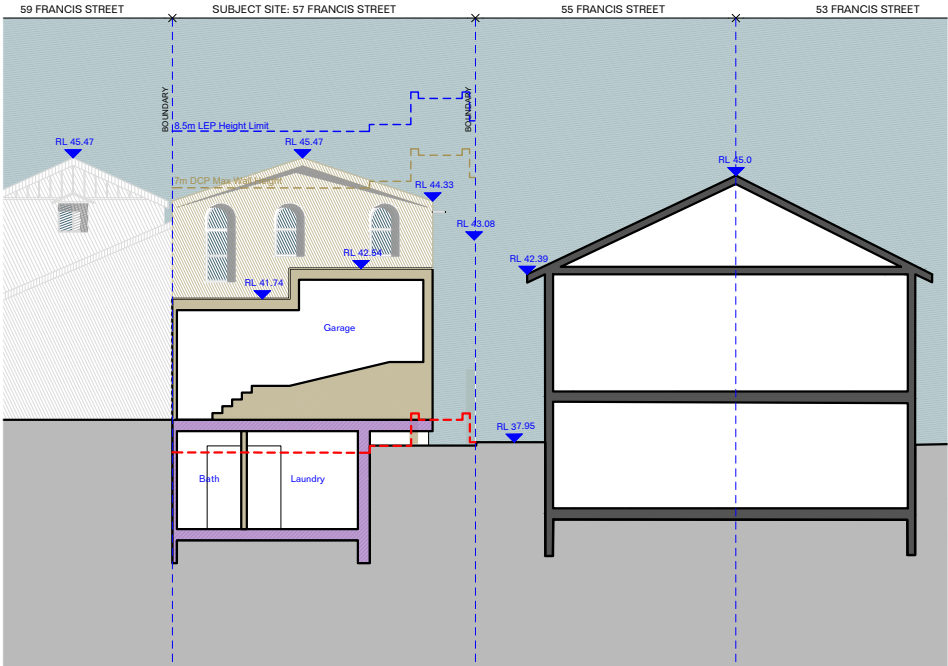 59 FRANCIS STREET
SUBJECT SITE: 57 FRANCIS STREET
55 FRANCIS STREET
53 FRANCIS STREET
BOUNDARY
BOUNDARY
8.5m LEP Height Limit
RL 45.47
RL 45.47
RL 45.0
7m DCP Max Wall Height
RL 44.33
RL 43.08
RL 42.54
RL 42.39
RL 41.74
Garage
RL 37.95
Bath
Laundry